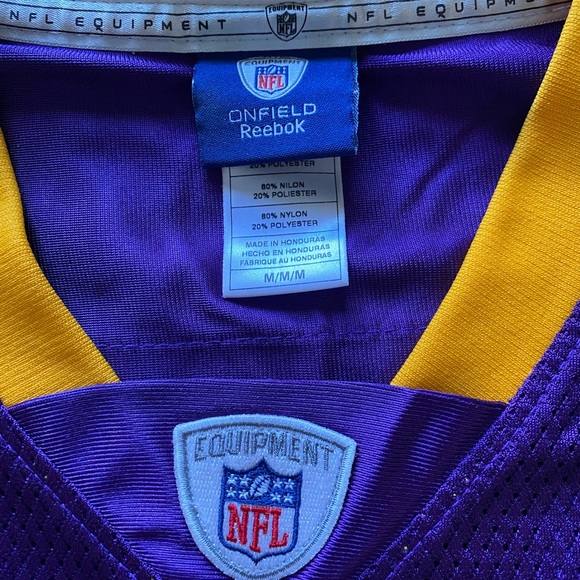 NFL EQUIPMENT
EQUIPMENT
NFL
NFL EQUIPMENT
EQUIPMENT
NFL
ONFIELD
Reebok
20% POLYESTER
80% NILON
20% POLIESTER
80% NYLON
20% POLYESTER
MADE IN HONDURAS
HECHO EN HONDURAS
FABRIQUE AU HONDURAS
M/M/M
EQUIPMENT
NFL